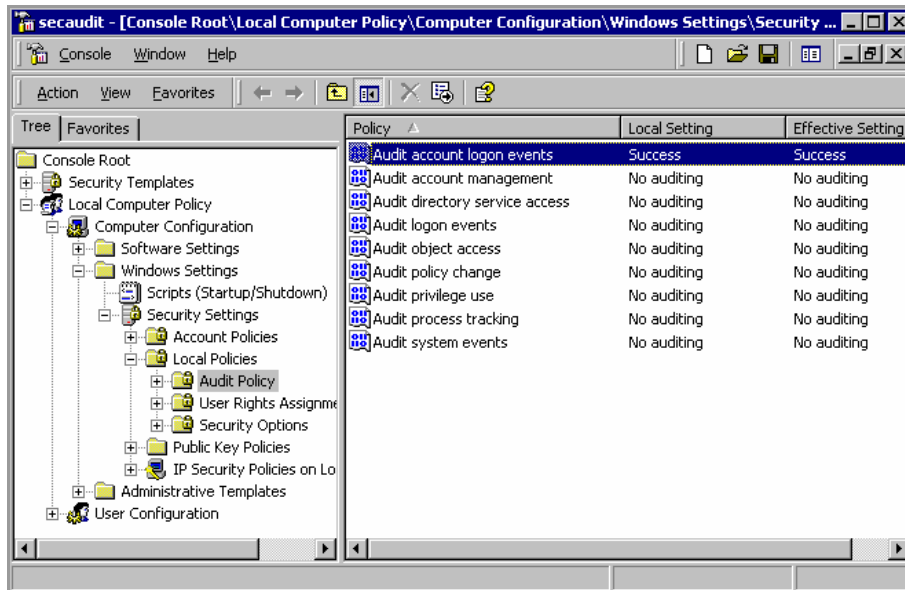 secaudit - [Console Root\Local Computer Policy\Computer Configuration\Windows Settings\Security ...
Console Window Help
Action View Favorites
Tree Favorites
Policy Local Setting Effective Setting
Console Root
Security Templates
Local Computer Policy
Computer Configuration
Software Settings
Windows Settings
Scripts (Startup/Shutdown)
Security Settings
Account Policies
Local Policies
Audit Policy
User Rights Assignme
Security Options
Public Key Policies
IP Security Policies on Lo
Administrative Templates
User Configuration
Audit account logon events Success Success
Audit account management No auditing No auditing
Audit directory service access No auditing No auditing
Audit logon events No auditing No auditing
Audit object access No auditing No auditing
Audit policy change No auditing No auditing
Audit privilege use No auditing No auditing
Audit process tracking No auditing No auditing
Audit system events No auditing No auditing